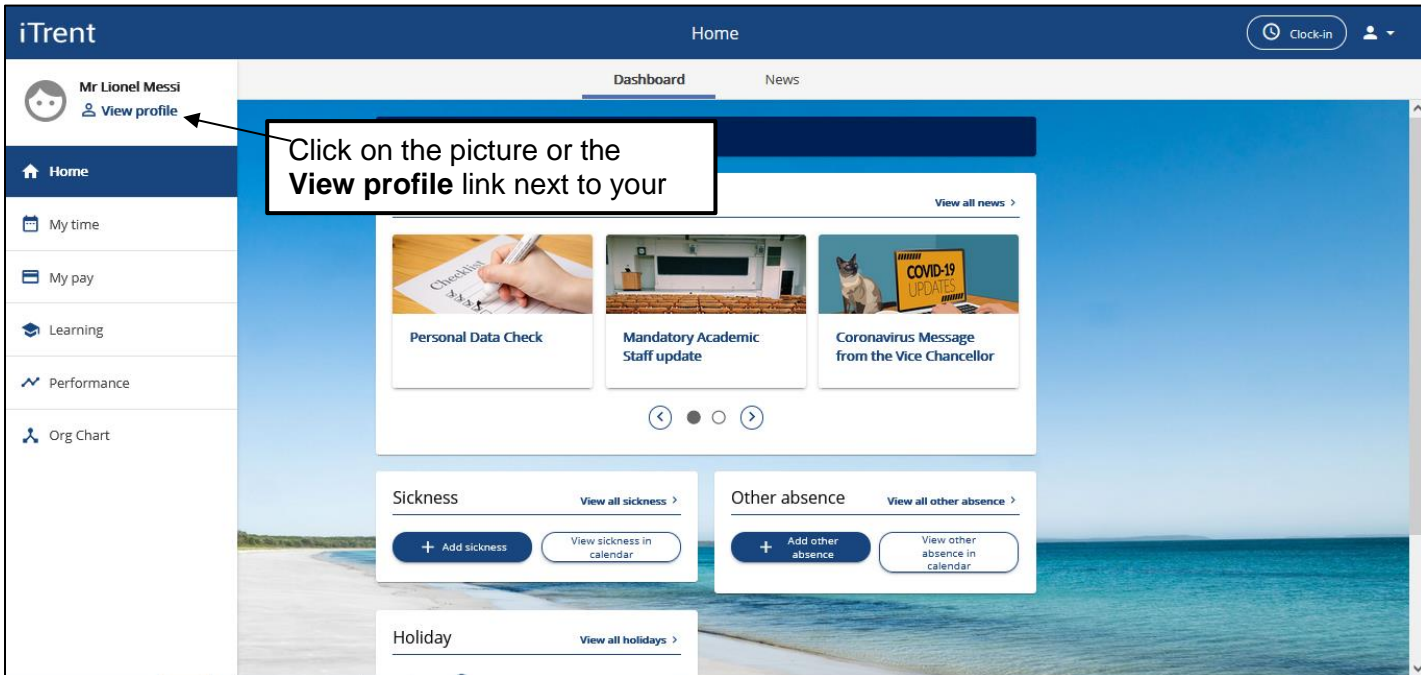 iTrent
Home
Clock-in
Mr Lionel Messi
View profile
Dashboard
News
Click on the picture or the
View profile link next to your
Home
My time
My pay
Learning
Performance
Org Chart
View all news >
Checklist
COVID-19
UPDATES
Personal Data Check
Mandatory Academic
Staff update
Coronavirus Message
from the Vice Chancellor
Sickness
View all sickness >
+ Add sickness
View sickness in
calendar
Other absence
View all other absence >
+ Add other
absence
View other
absence in
calendar
Holiday
View all holidays >